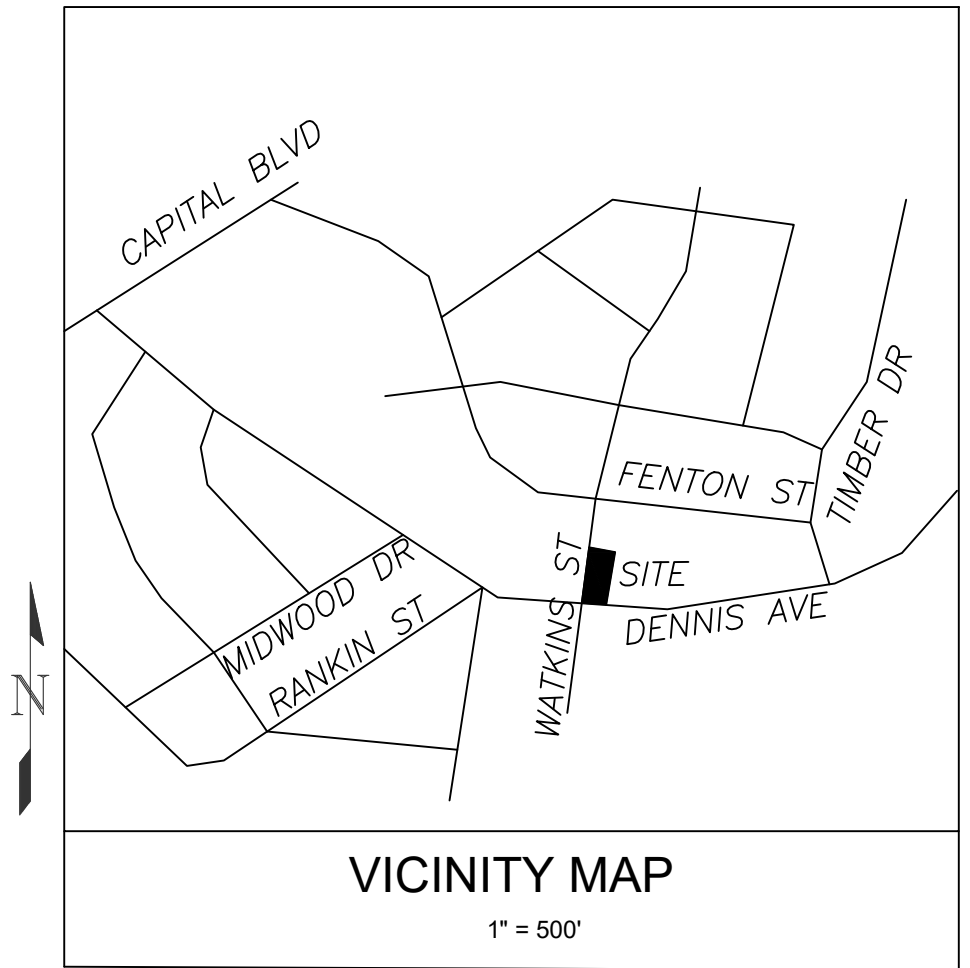 CAPITAL BLVD
TIMBER DR
FENTON ST
MIDWOOD DR
WATKINS ST
SITE
RANKIN ST
DENNIS AVE
N
VICINITY MAP
1" = 500'